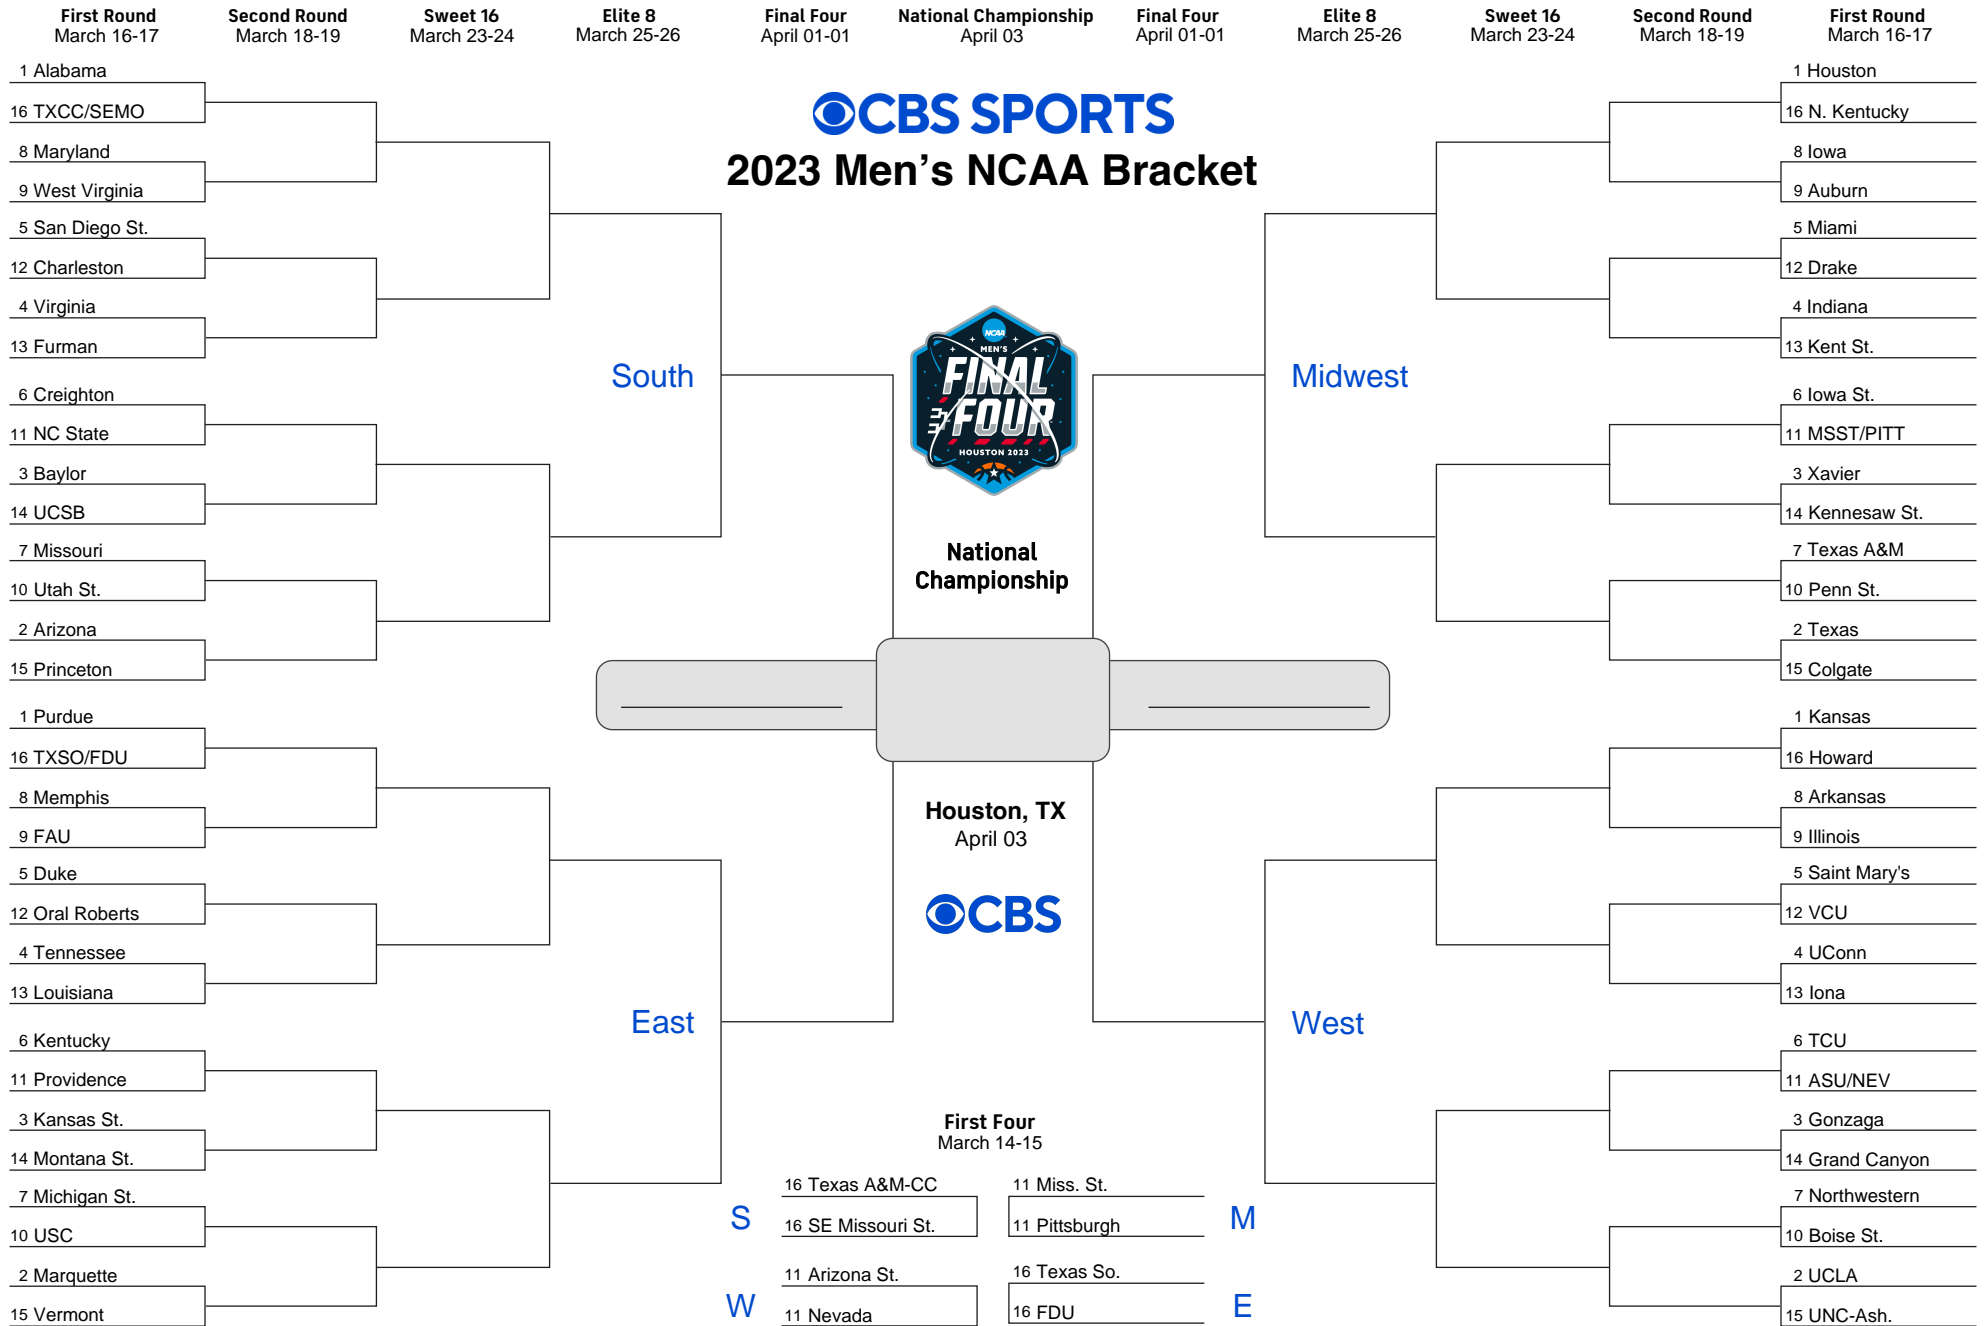 First Round
March 16-17
Second Round
March 18-19
Sweet 16
March 23-24
Elite 8
March 25-26
Final Four
April 01-01
National Championship
April 03
Final Four
April 01-01
Elite 8
March 25-26
Sweet 16
March 23-24
Second Round
March 18-19
First Round
March 16-17
CBS SPORTS
2023 Men's NCAA Bracket
1 Alabama
16 TXCC/SEMO
8 Maryland
9 West Virginia
5 San Diego St.
12 Charleston
4 Virginia
13 Furman
6 Creighton
11 NC State
3 Baylor
14 UCSB
7 Missouri
10 Utah St.
2 Arizona
15 Princeton
South
1 Purdue
16 TXSO/FDU
8 Memphis
9 FAU
5 Duke
12 Oral Roberts
4 Tennessee
13 Louisiana
6 Kentucky
11 Providence
3 Kansas St.
14 Montana St.
7 Michigan St.
10 USC
2 Marquette
15 Vermont
East
NCAA
MEN'S
FINAL
FOUR
HOUSTON 2023
National
Championship
Houston, TX
April 03
CBS
First Four
March 14-15
S
16 Texas A&M-CC
16 SE Missouri St.
11 Miss. St.
11 Pittsburgh
M
W
11 Arizona St.
11 Nevada
16 Texas So.
16 FDU
E
Midwest
1 Houston
16 N. Kentucky
8 Iowa
9 Auburn
5 Miami
12 Drake
4 Indiana
13 Kent St.
6 Iowa St.
11 MSST/PITT
3 Xavier
14 Kennesaw St.
7 Texas A&M
10 Penn St.
2 Texas
15 Colgate
West
1 Kansas
16 Howard
8 Arkansas
9 Illinois
5 Saint Mary's
12 VCU
4 UConn
13 Iona
6 TCU
11 ASU/NEV
3 Gonzaga
14 Grand Canyon
7 Northwestern
10 Boise St.
2 UCLA
15 UNC-Ash.